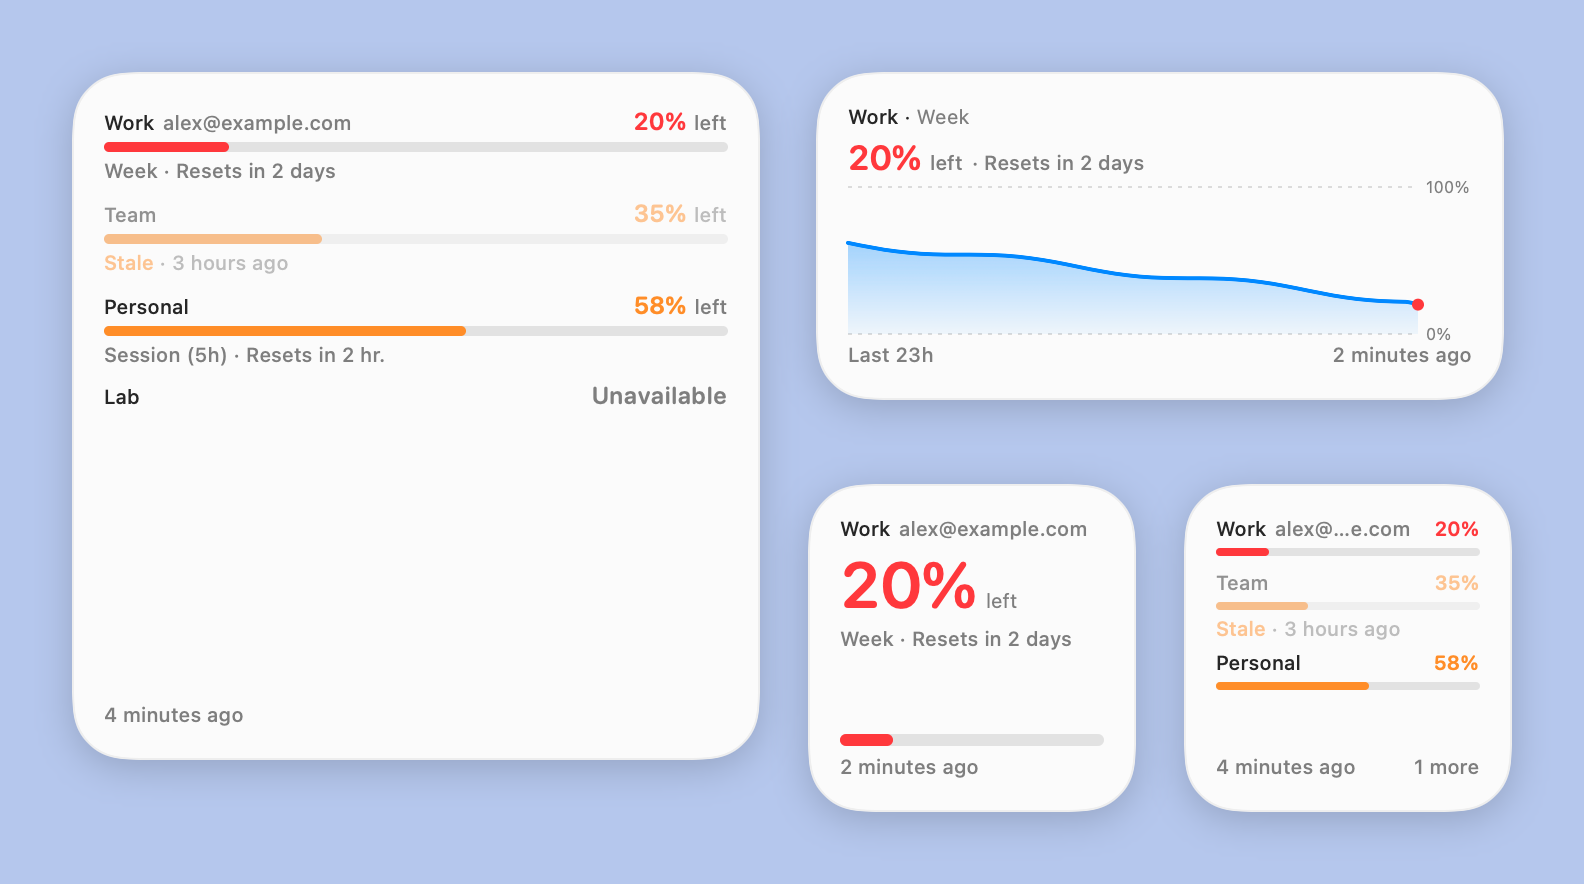 Work alex@example.com 20% left
Week · Resets in 2 days
Team 35% left
Stale · 3 hours ago
Personal 58% left
Session (5h) · Resets in 2 hr.
Lab Unavailable
4 minutes ago
Work · Week
20% left · Resets in 2 days
100%
0%
Last 23h 2 minutes ago
Work alex@example.com
20% left
Week · Resets in 2 days
2 minutes ago
Work alex@...e.com 20%
Team 35%
Stale · 3 hours ago
Personal 58%
4 minutes ago 1 more